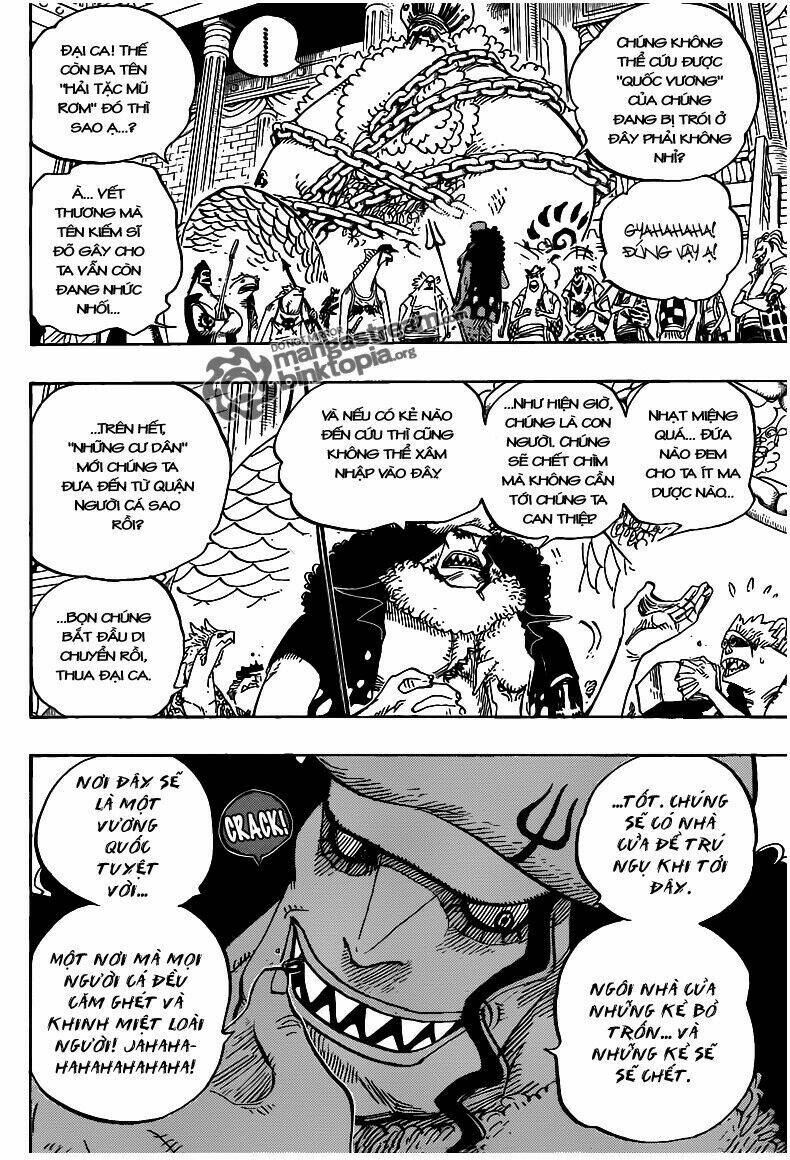 CHÚNG KHÔNG
THỂ CỨU ĐƯỢC
"QUỐC VƯƠNG"
CỦA CHÚNG
ĐANG BỊ TRÓI Ở
ĐÂY PHẢI KHÔNG
NHỈ?
GYAHAHAHA!
ĐÚNG VẬY Ạ!
ĐẠI CA! THẾ
CÒN BA TÊN
"HẢI TẶC MŨ
RƠM" ĐÓ THÌ
SAO Ạ...?
À... VẾT
THƯƠNG MÀ
TÊN KIẾM SĨ
ĐÕ GÂY CHO
TA VẪN CÒN
ĐANG NHỨC
NHỐI...
DO NOT MIRROR
mangastream.com
binktopia.org
NHẠT MIỆNG
QUÁ... ĐỨA
NÀO ĐEM
CHO TA ÍT MA
DƯỢC NÀO...
...NHƯ HIỆN GIỜ,
CHÚNG LÀ CON
NGƯỜI. CHÚNG
SẼ CHẾT CHÌM
MÀ KHÔNG CẦN
TỚI CHÚNG TA
CAN THIỆP.
VÀ NẾU CÓ KẺ NÀO
ĐẾN CỨU THÌ CŨNG
KHÔNG THỂ XÂM
NHẬP VÀO ĐÂY.
...TRÊN HẾT,
"NHỮNG CƯ DÂN"
MỚI CHÚNG TA
ĐƯA ĐẾN TỪ QUẬN
NGƯỜI CÁ SAO
RỒI?
...BỌN CHÚNG
BẮT ĐẦU DI
CHUYỂN RỒI,
THUA ĐẠI CA.
...TỐT. CHÚNG
SẼ CÓ NHÀ
CỬA ĐỂ TRÚ
NGỤ KHI TỚI
ĐÂY.
NGÔI NHÀ CỦA
NHỮNG KẺ BỎ
TRỐN... VÀ
NHỮNG KẺ SẼ
SẼ CHẾT.
CRACK!
NƠI ĐÂY SẼ
LÀ MỘT
VƯƠNG
QUỐC
TUYỆT
VỜI...
MỘT NƠI MÀ MỌI
NGƯỜI CÁ ĐỀU
CĂM GHÉT VÀ
KHINH MIỆT LOÀI
NGƯỜI! JAHAHA-
HAHAHAHAHAHA!